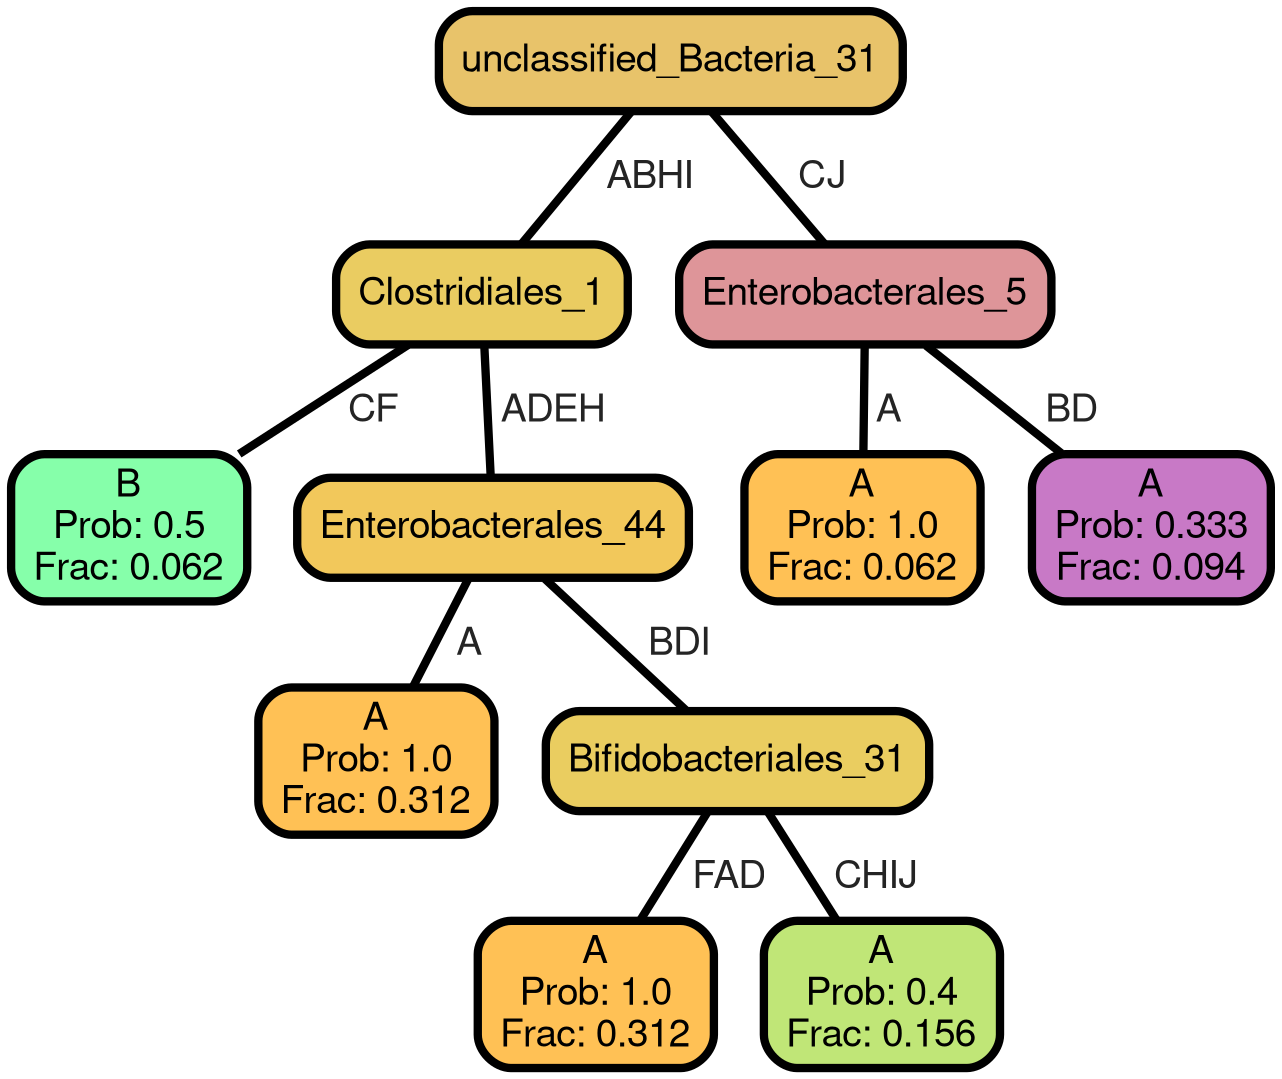 unclassified_Bacteria_31
ABHI
CJ
Clostridiales_1
Enterobacterales_5
CF
ADEH
A
BD
B
Prob: 0.5
Frac: 0.062
Enterobacterales_44
A
Prob: 1.0
Frac: 0.062
A
Prob: 0.333
Frac: 0.094
A
BDI
A
Prob: 1.0
Frac: 0.312
Bifidobacteriales_31
FAD
CHIJ
A
Prob: 1.0
Frac: 0.312
A
Prob: 0.4
Frac: 0.156